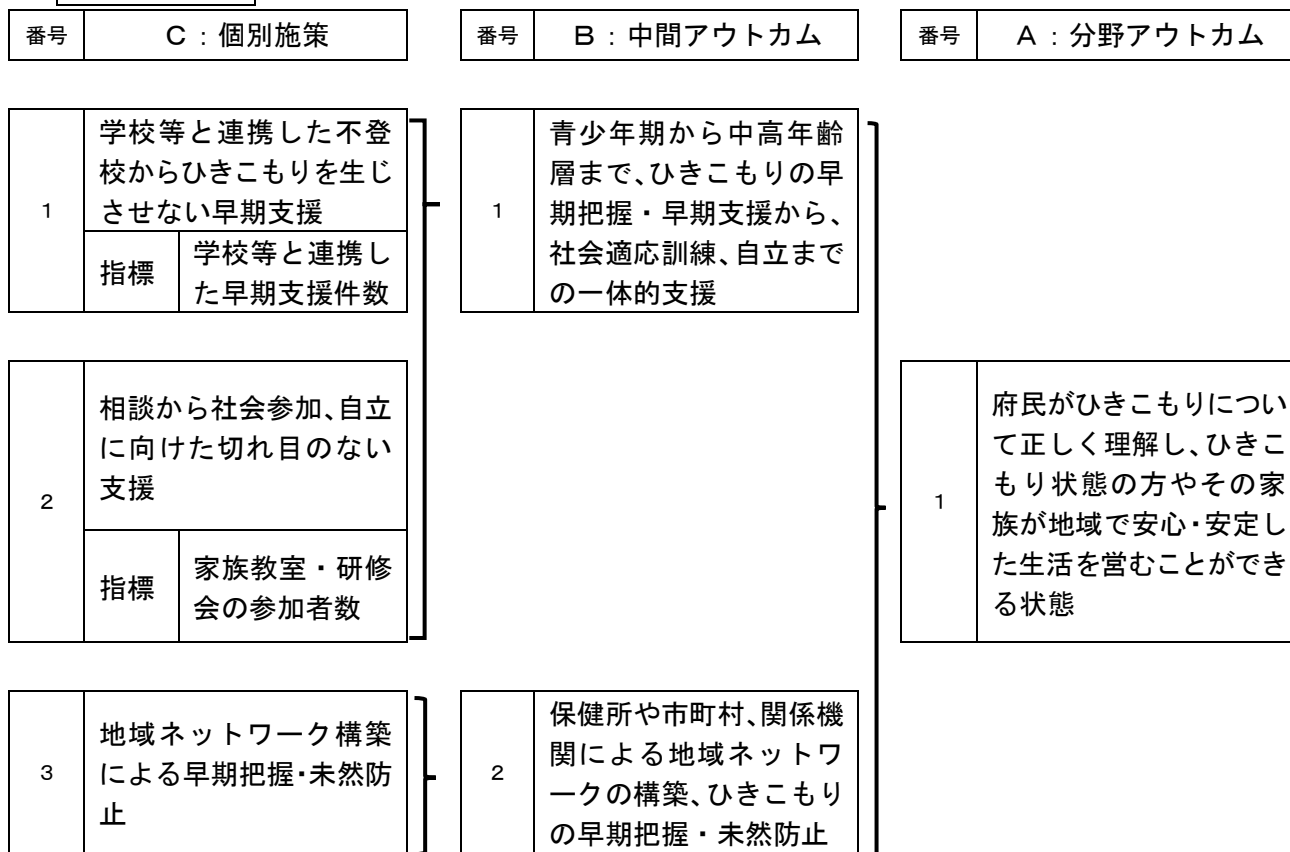 番号
C：個別施策
番号
B：中間アウトカム
番号
A：分野アウトカム
1
学校等と連携した不登
校からひきこもりを生じ
させない早期支援
指標
学校等と連携し
た早期支援件数
1
青少年期から中高年齢
層まで、ひきこもりの早
期把握・早期支援から、
社会適応訓練、自立まで
の一体的支援
2
相談から社会参加、自立
に向けた切れ目のない
支援
指標
家族教室・研修
会の参加者数
1
府民がひきこもりについ
て正しく理解し、ひきこ
もり状態の方やその家
族が地域で安心・安定し
た生活を営むことができ
る状態
3
地域ネットワーク構築
による早期把握・未然防
止
2
保健所や市町村、関係機
関による地域ネットワ
ークの構築、ひきこもり
の早期把握・未然防止